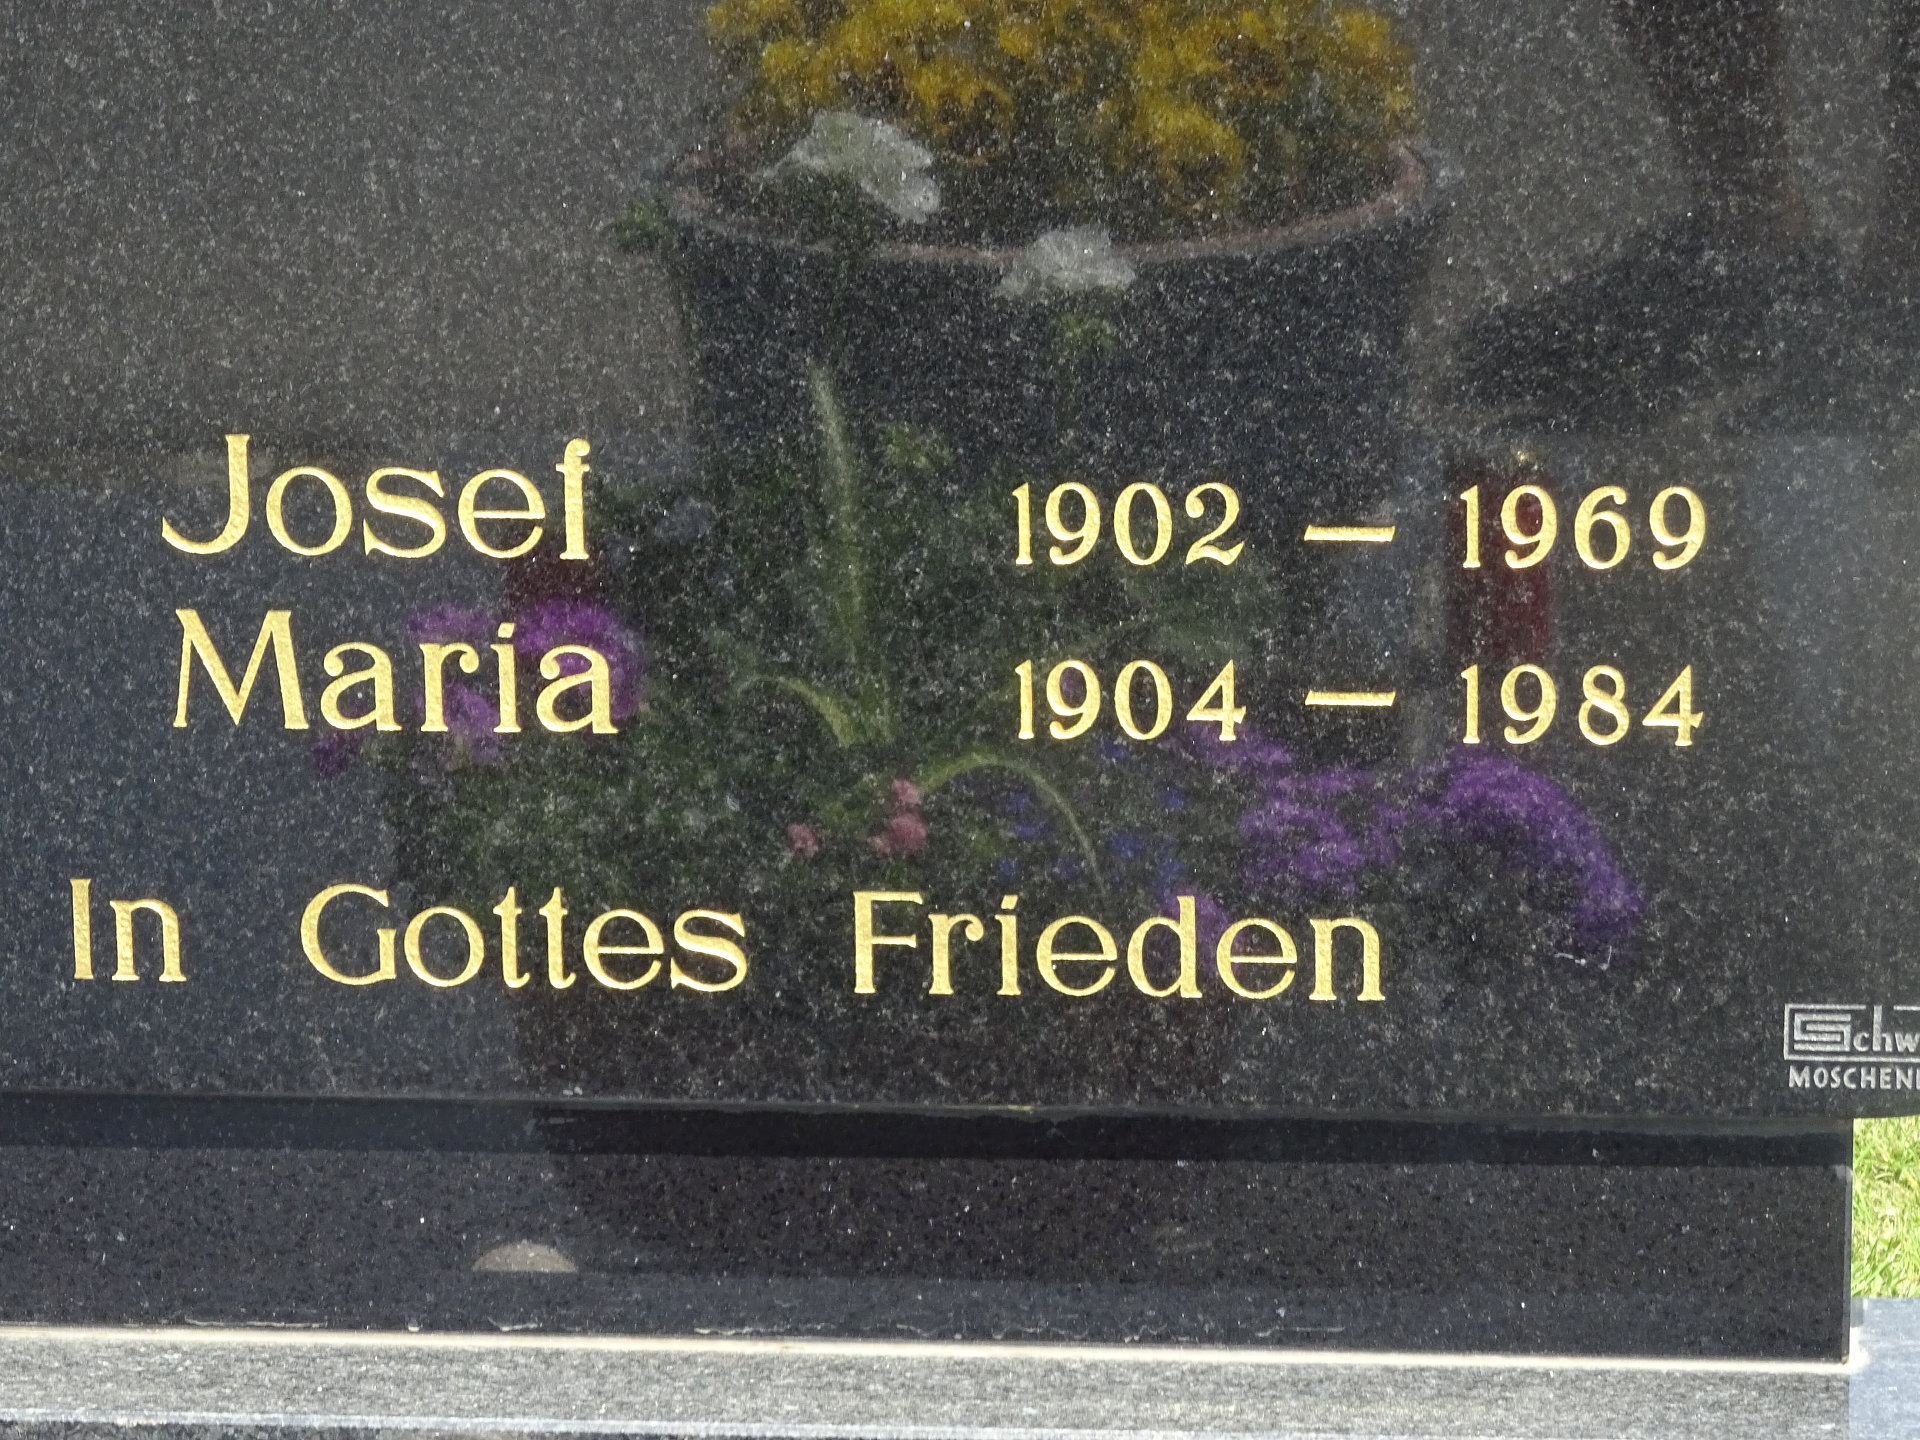 Josef 1902 — 1969
Maria 1904 — 1984
In Gottes Frieden